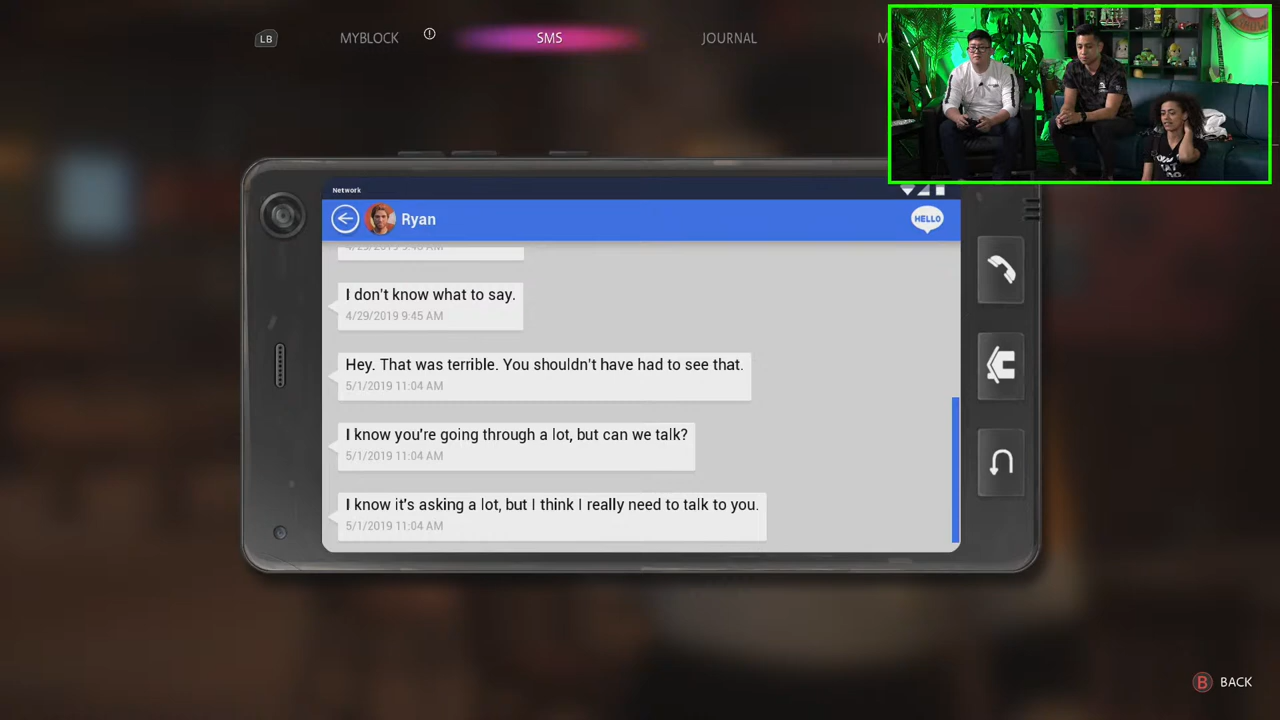 LB MYBLOCK SMS JOURNAL M
Network
Ryan HELLO
I don't know what to say.
4/29/2019 9:45 AM
Hey. That was terrible. You shouldn't have had to see that.
5/1/2019 11:04 AM
I know you're going through a lot, but can we talk?
5/1/2019 11:04 AM
I know it's asking a lot, but I think I really need to talk to you.
5/1/2019 11:04 AM
B BACK